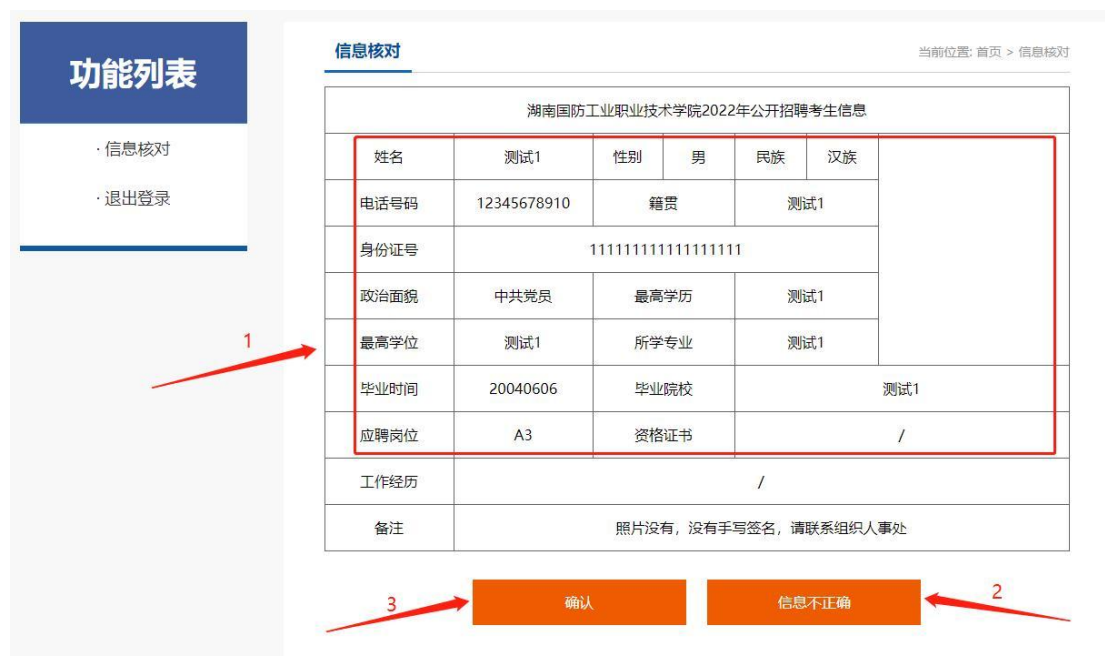 功能列表
·信息核对
·退出登录
信息核对
当前位置: 首页 > 信息核对
湖南国防工业职业技术学院2022年公开招聘考生信息
姓名 测试1 性别 男 民族 汉族
电话号码 12345678910 籍贯 测试1
身份证号 111111111111111111
政治面貌 中共党员 最高学历 测试1
最高学位 测试1 所学专业 测试1
毕业时间 20040606 毕业院校 测试1
应聘岗位 A3 资格证书 /
工作经历 /
备注 照片没有，没有手写签名，请联系组织人事处
确认 信息不正确
1
3
2